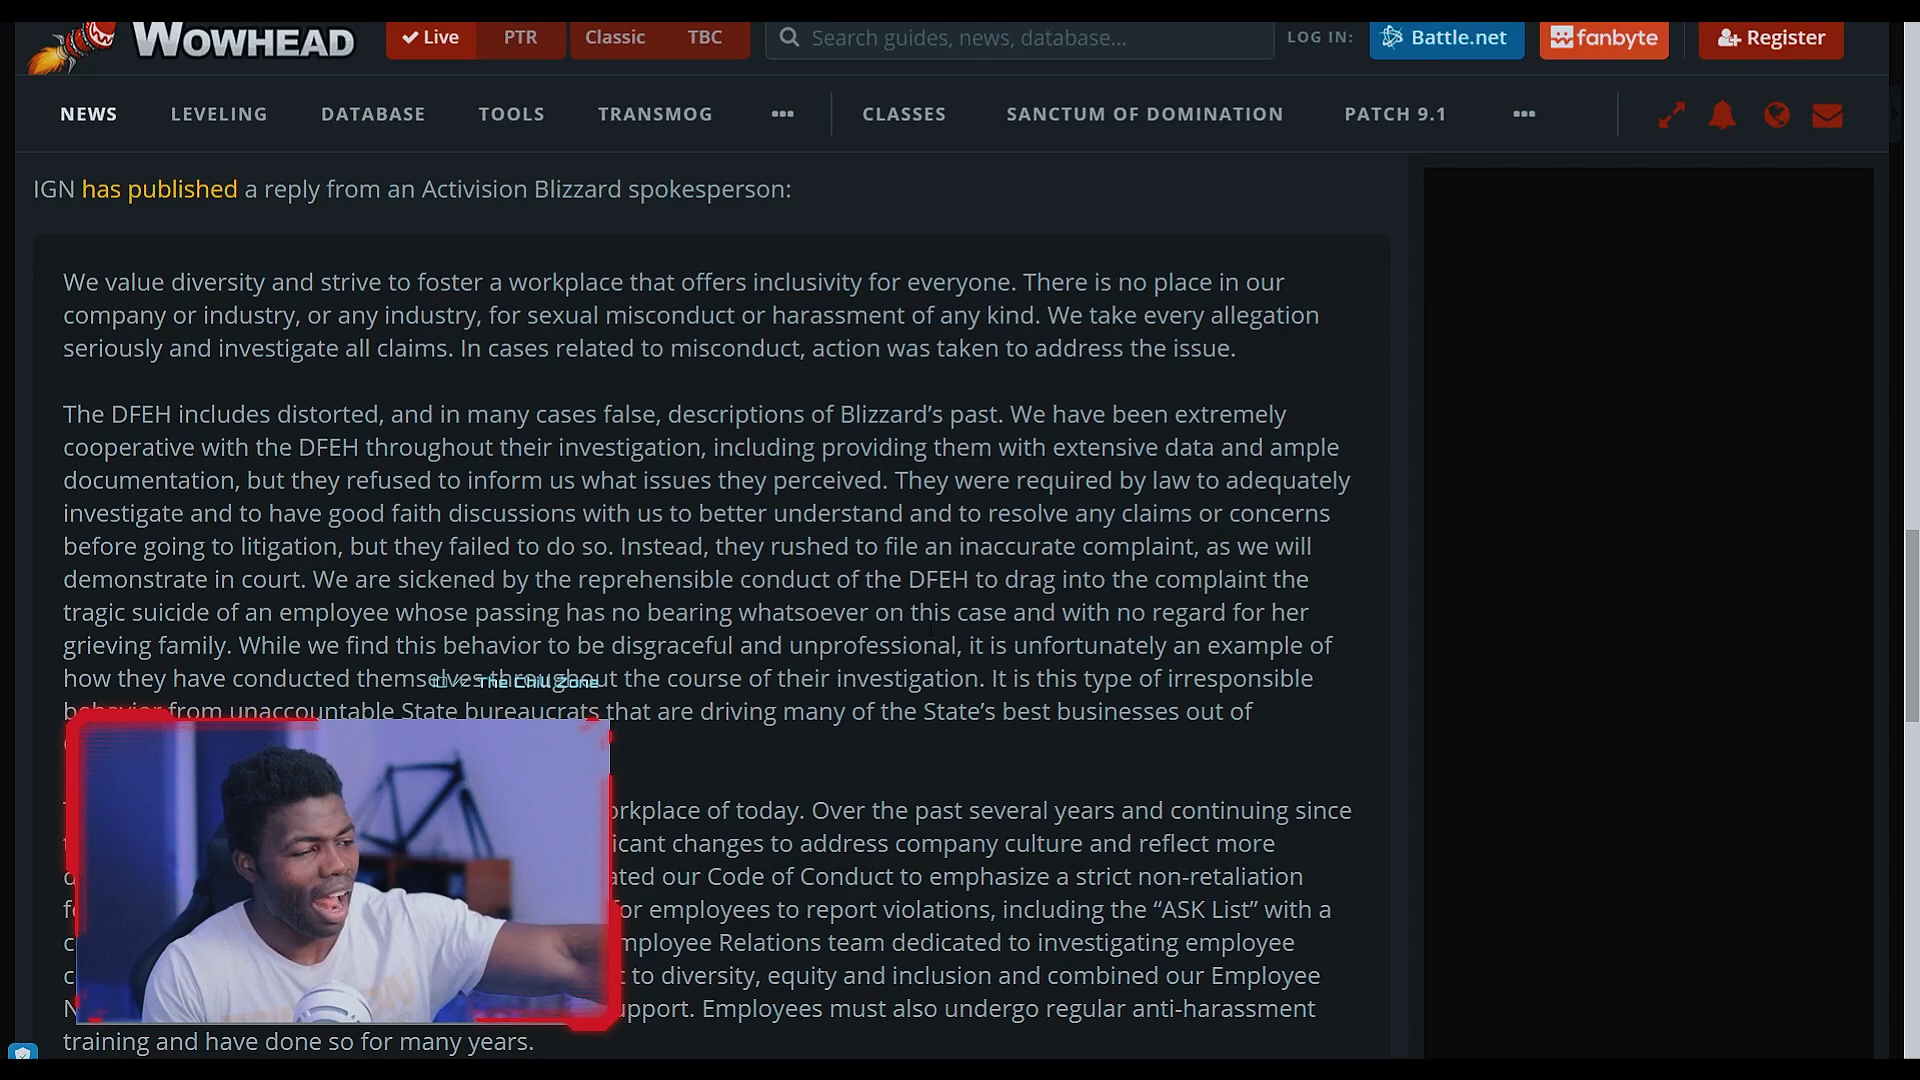 WOWHEAD
Live PTR Classic TBC Search guides, news, database... LOG IN: Battle.net fanbyte Register
NEWS LEVELING DATABASE TOOLS TRANSMOG ••• CLASSES SANCTUM OF DOMINATION PATCH 9.1 •••
IGN has published a reply from an Activision Blizzard spokesperson:
We value diversity and strive to foster a workplace that offers inclusivity for everyone. There is no place in our
company or industry, or any industry, for sexual misconduct or harassment of any kind. We take every allegation
seriously and investigate all claims. In cases related to misconduct, action was taken to address the issue.
The DFEH includes distorted, and in many cases false, descriptions of Blizzard’s past. We have been extremely
cooperative with the DFEH throughout their investigation, including providing them with extensive data and ample
documentation, but they refused to inform us what issues they perceived. They were required by law to adequately
investigate and to have good faith discussions with us to better understand and to resolve any claims or concerns
before going to litigation, but they failed to do so. Instead, they rushed to file an inaccurate complaint, as we will
demonstrate in court. We are sickened by the reprehensible conduct of the DFEH to drag into the complaint the
tragic suicide of an employee whose passing has no bearing whatsoever on this case and with no regard for her
grieving family. While we find this behavior to be disgraceful and unprofessional, it is unfortunately an example of
how they have conducted themselves throughout the course of their investigation. It is this type of irresponsible
The Chill Zone
behavior from unaccountable State bureaucrats that are driving many of the State’s best businesses out of
orkplace of today. Over the past several years and continuing since
icant changes to address company culture and reflect more
ated our Code of Conduct to emphasize a strict non-retaliation
or employees to report violations, including the “ASK List” with a
mployee Relations team dedicated to investigating employee
to diversity, equity and inclusion and combined our Employee
upport. Employees must also undergo regular anti-harassment
training and have done so for many years.